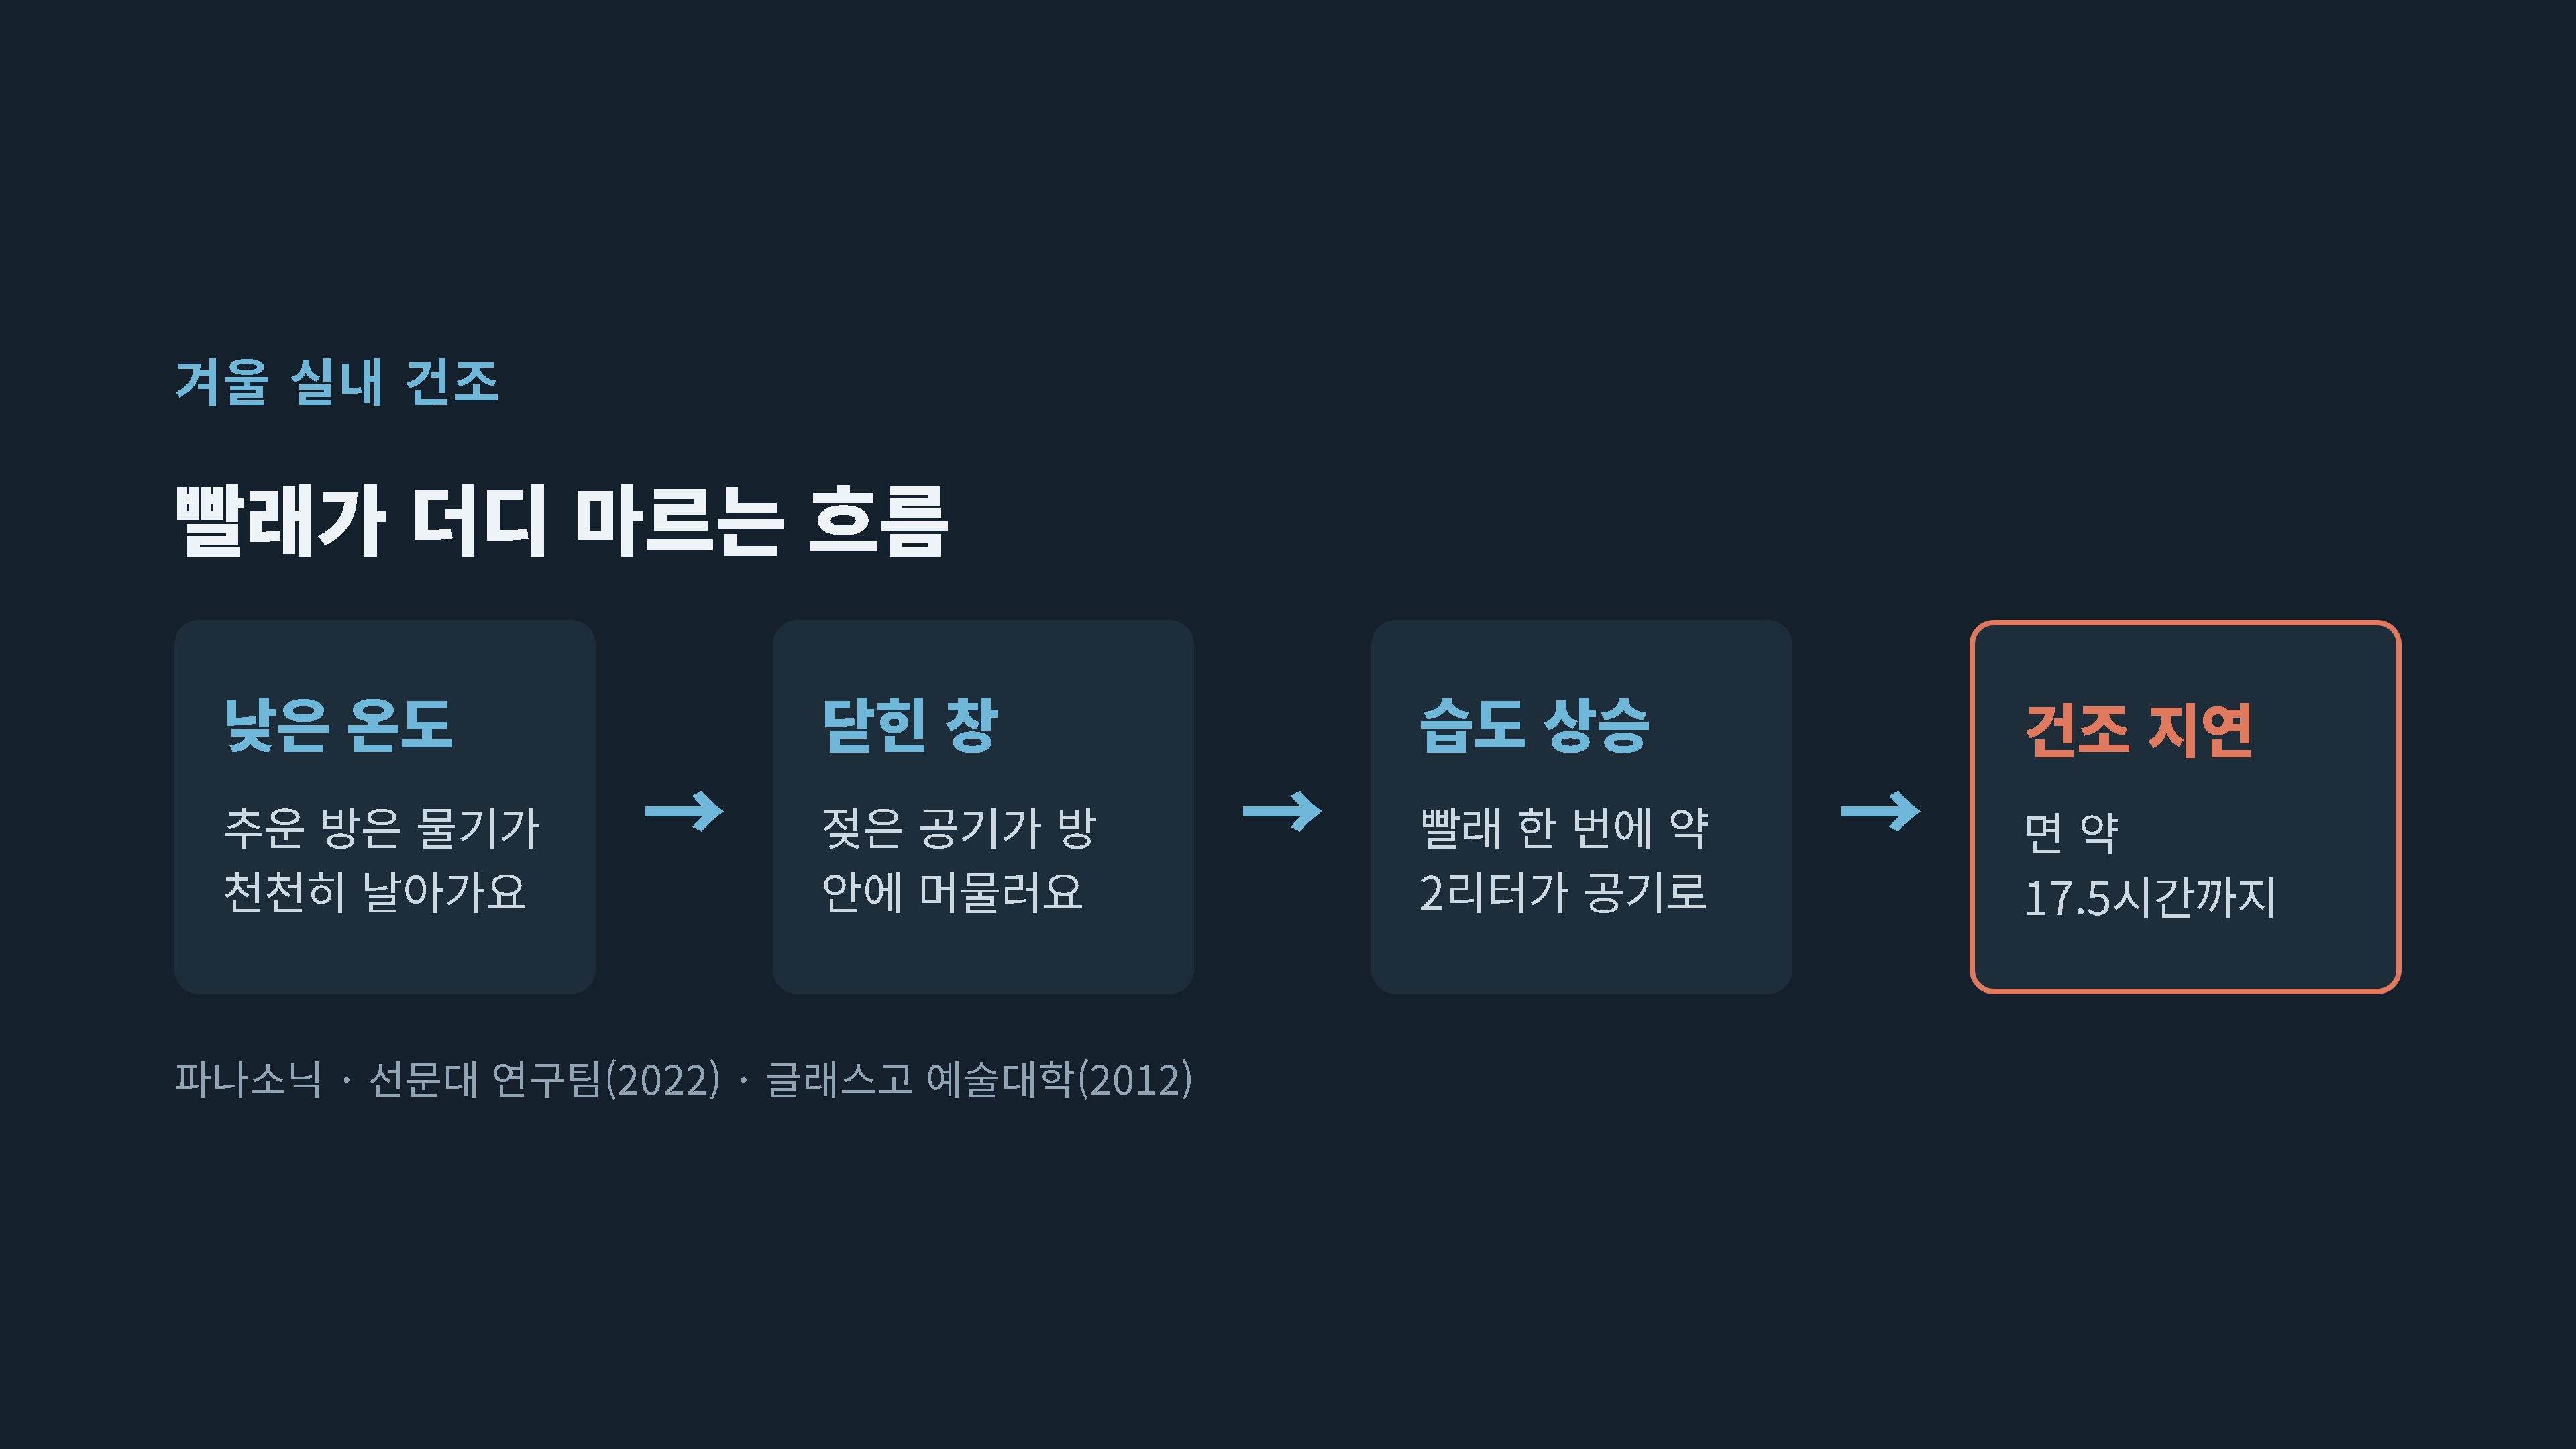 겨울 실내 건조
빨래가 더디 마르는 흐름
낮은 온도
추운 방은 물기가
천천히 날아가요
→
닫힌 창
젖은 공기가 방
안에 머물러요
→
습도 상승
빨래 한 번에 약
2리터가 공기로
→
건조 지연
면 약
17.5시간까지
파나소닉 · 선문대 연구팀(2022) · 글래스고 예술대학(2012)